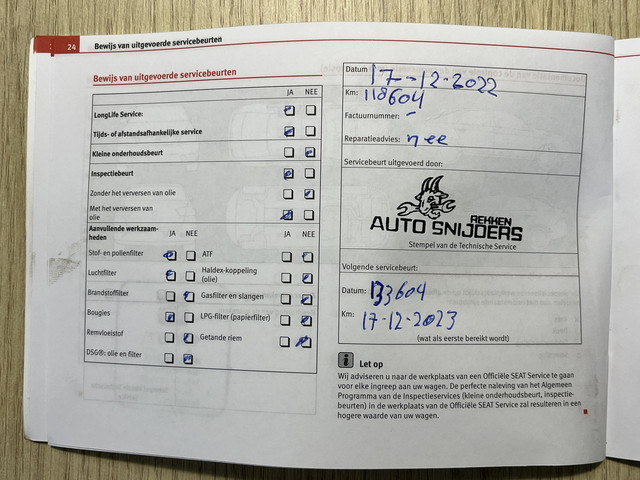 24 Bewijs van uitgevoerde servicebeurten
Bewijs van uitgevoerde servicebeurten
JA NEE
LongLife Service:
Tijds- of afstandsafhankelijke service
Kleine onderhoudsbeurt
Inspectiebeurt
Zonder het verversen van olie
Met het verversen van
olie
Aanvullende werkzaam-
heden
JA NEE JA NEE
Stof- en pollenfilter ATF
Luchtfilter Haldex-koppeling
(olie)
Brandstoffilter Gasfilter en slangen
Bougies LPG-filter (papierfilter)
Remvloeistof Getande riem
DSG®: olie en filter
Datum 17-12-2022
Km: 118604
Factuurnummer: -
Reparatieadvies: nee
Servicebeurt uitgevoerd door:
REKKEN
AUTO SNIJDERS
Stempel van de Technische Service
Volgende servicebeurt:
Datum: 133604
Km: 17-12-2023
(wat als eerste bereikt wordt)
i Let op
Wij adviseren u naar de werkplaats van een Officiële SEAT Service te gaan
voor elke ingreep aan uw wagen. De perfecte naleving van het Algemeen
Programma van de Inspectieservices (kleine onderhoudsbeurt, inspectie-
beurten) in de werkplaats van de Officiële SEAT Service zal resulteren in een
hogere waarde van uw wagen.